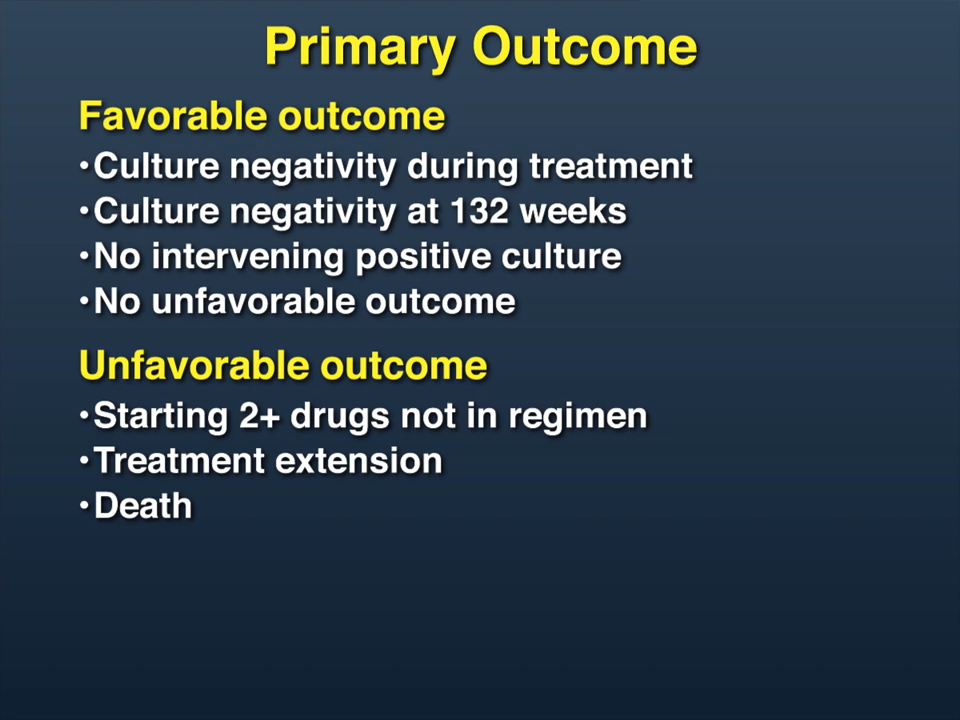 Primary Outcome
Favorable outcome
•Culture negativity during treatment
•Culture negativity at 132 weeks
•No intervening positive culture
•No unfavorable outcome
Unfavorable outcome
•Starting 2+ drugs not in regimen
•Treatment extension
•Death